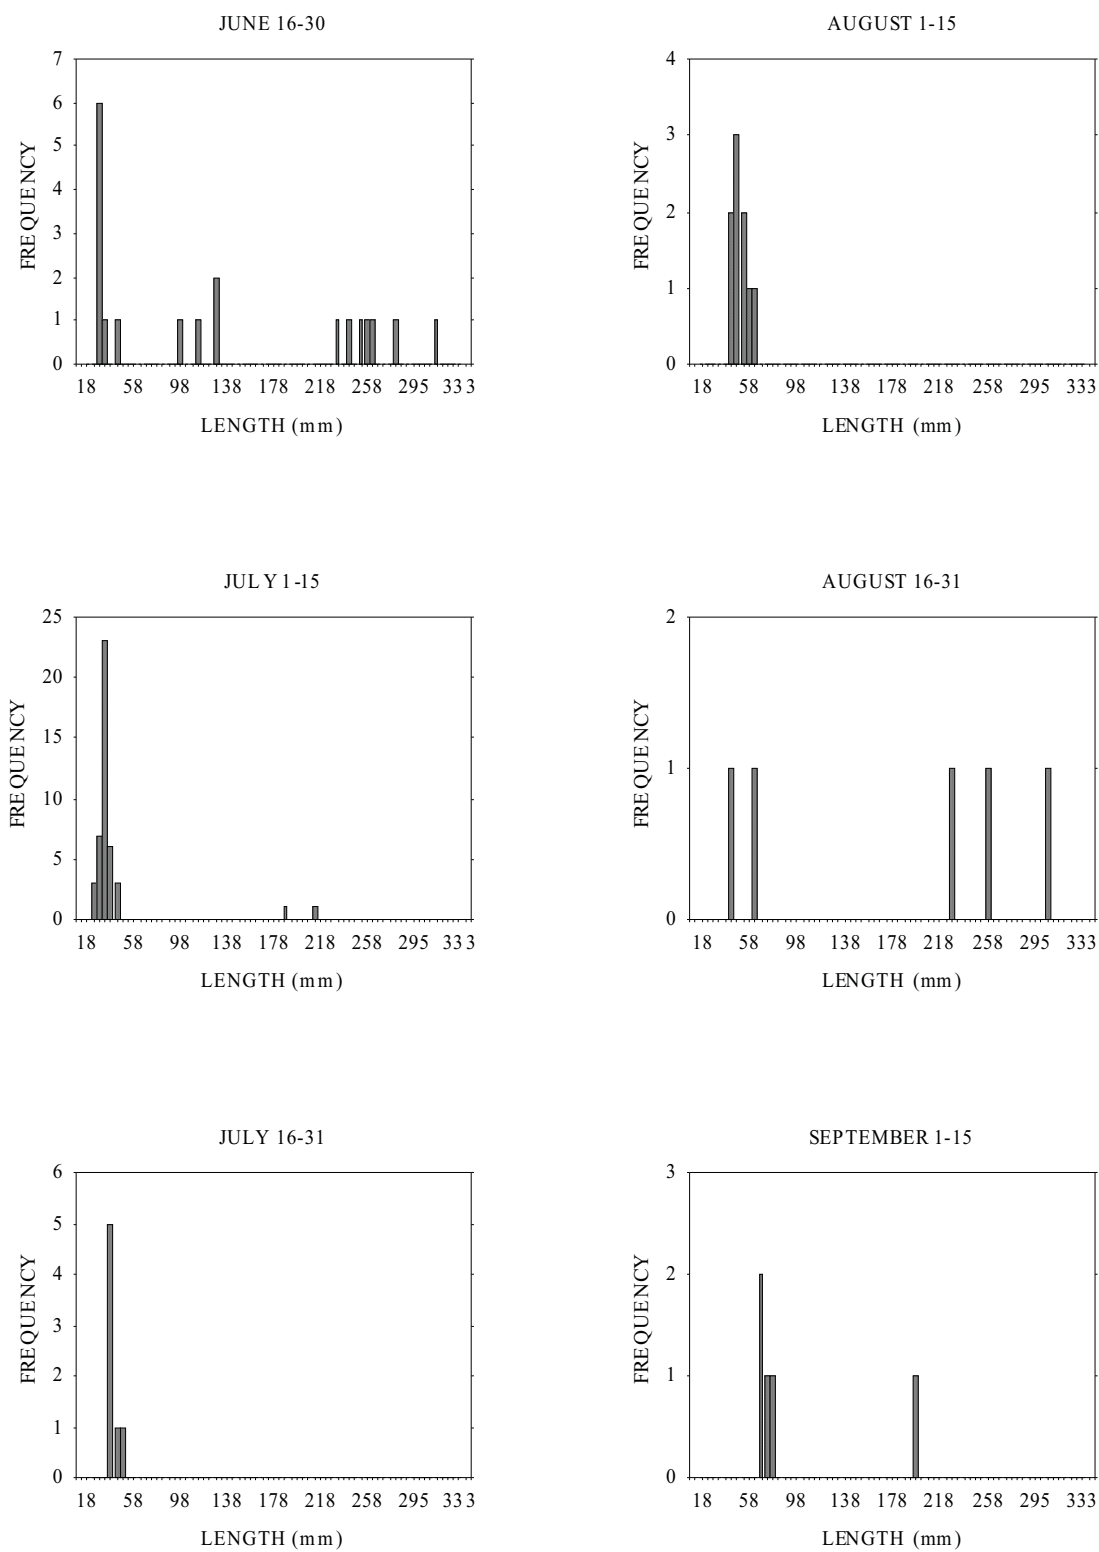 JUNE 16-30
7
6
5
4
3
2
1
0
FREQUENCY
18 58 98 138 178 218 258 295 333
LENGTH (mm)
AUGUST 1-15
4
3
2
1
0
FREQUENCY
18 58 98 138 178 218 258 295 333
LENGTH (mm)
JULY 1-15
25
20
15
10
5
0
FREQUENCY
18 58 98 138 178 218 258 295 333
LENGTH (mm)
AUGUST 16-31
2
1
0
FREQUENCY
18 58 98 138 178 218 258 295 333
LENGTH (mm)
JULY 16-31
6
5
4
3
2
1
0
FREQUENCY
18 58 98 138 178 218 258 295 333
LENGTH (mm)
SEPTEMBER 1-15
3
2
1
0
FREQUENCY
18 58 98 138 178 218 258 295 333
LENGTH (mm)